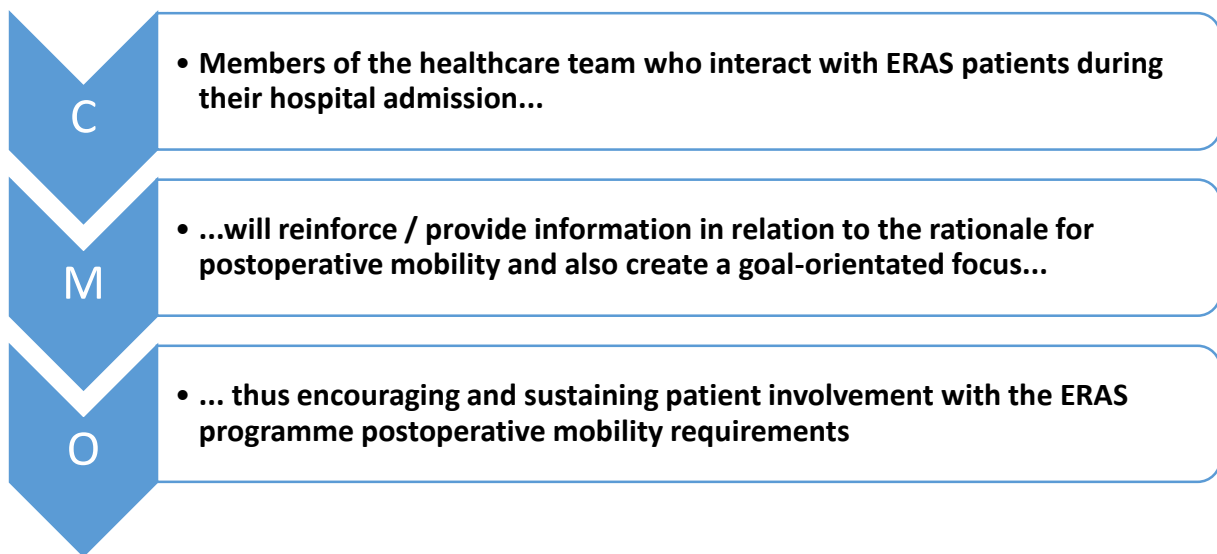 C
• Members of the healthcare team who interact with ERAS patients during
their hospital admission...
M
• ...will reinforce / provide information in relation to the rationale for
postoperative mobility and also create a goal-orientated focus...
O
• ... thus encouraging and sustaining patient involvement with the ERAS
programme postoperative mobility requirements